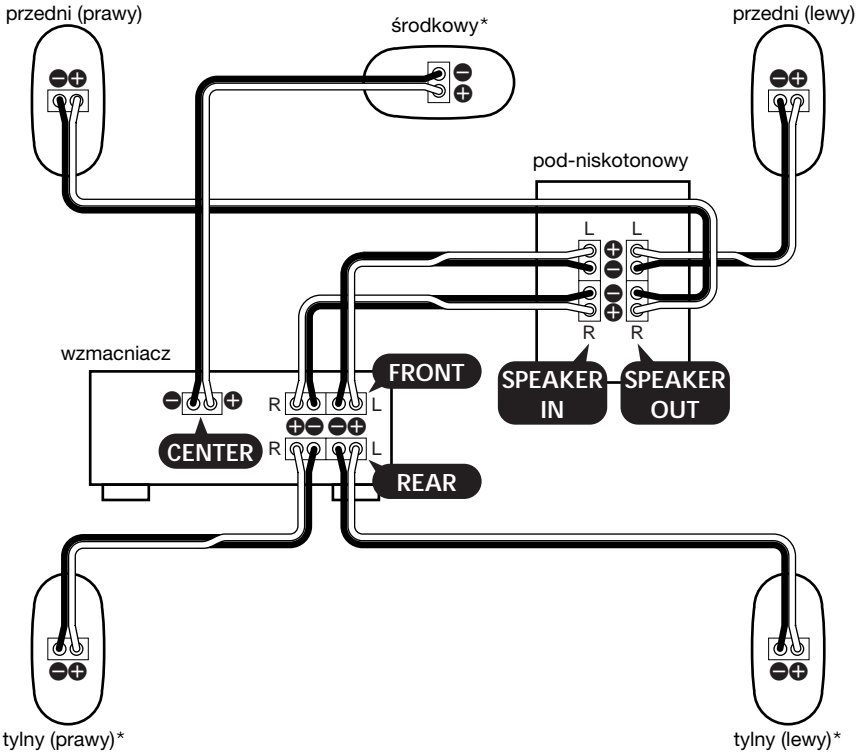 przedni (prawy)
środkowy*
przedni (lewy)
pod-niskotonowy
L
L
R
R
SPEAKER
IN
SPEAKER
OUT
wzmacniacz
FRONT
R
L
CENTER
R
L
REAR
tylny (prawy)*
tylny (lewy)*